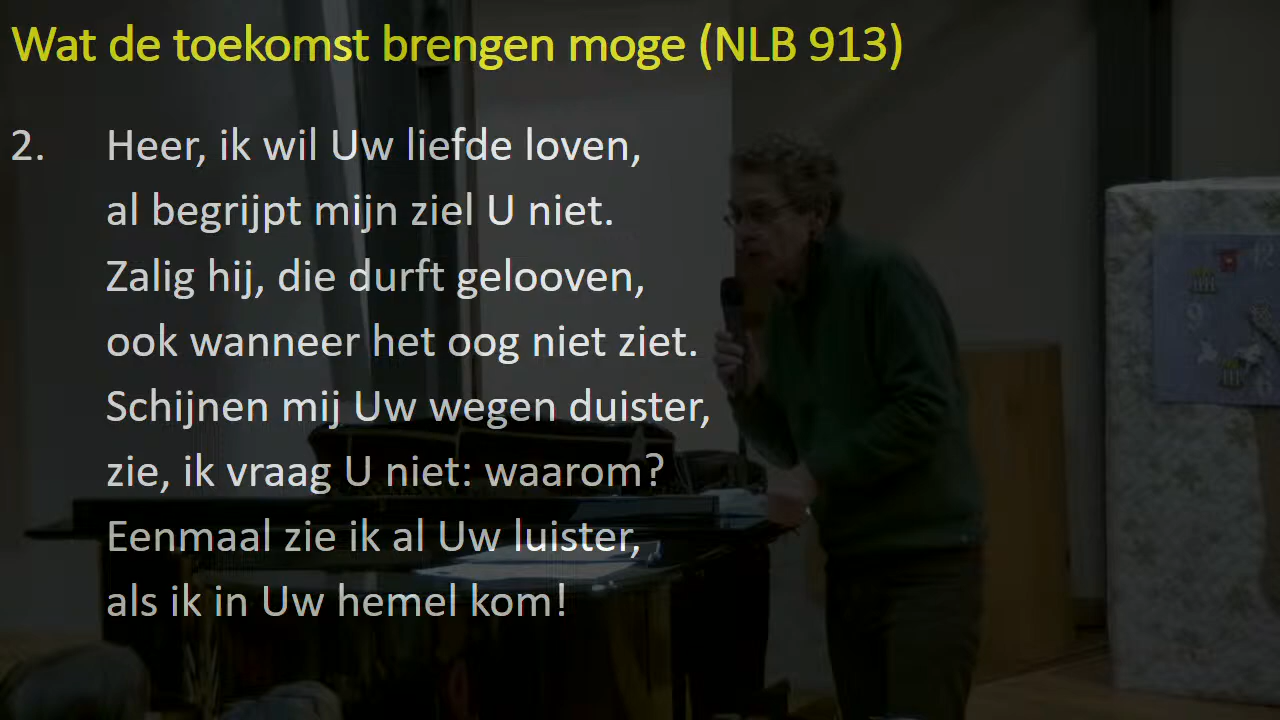 Wat de toekomst brengen moge (NLB 913)
2. Heer, ik wil Uw liefde loven,
al begrijpt mijn ziel U niet.
Zalig hij, die durft gelooven,
ook wanneer het oog niet ziet.
Schijnen mij Uw wegen duister,
zie, ik vraag U niet: waarom?
Eenmaal zie ik al Uw luister,
als ik in Uw hemel kom!